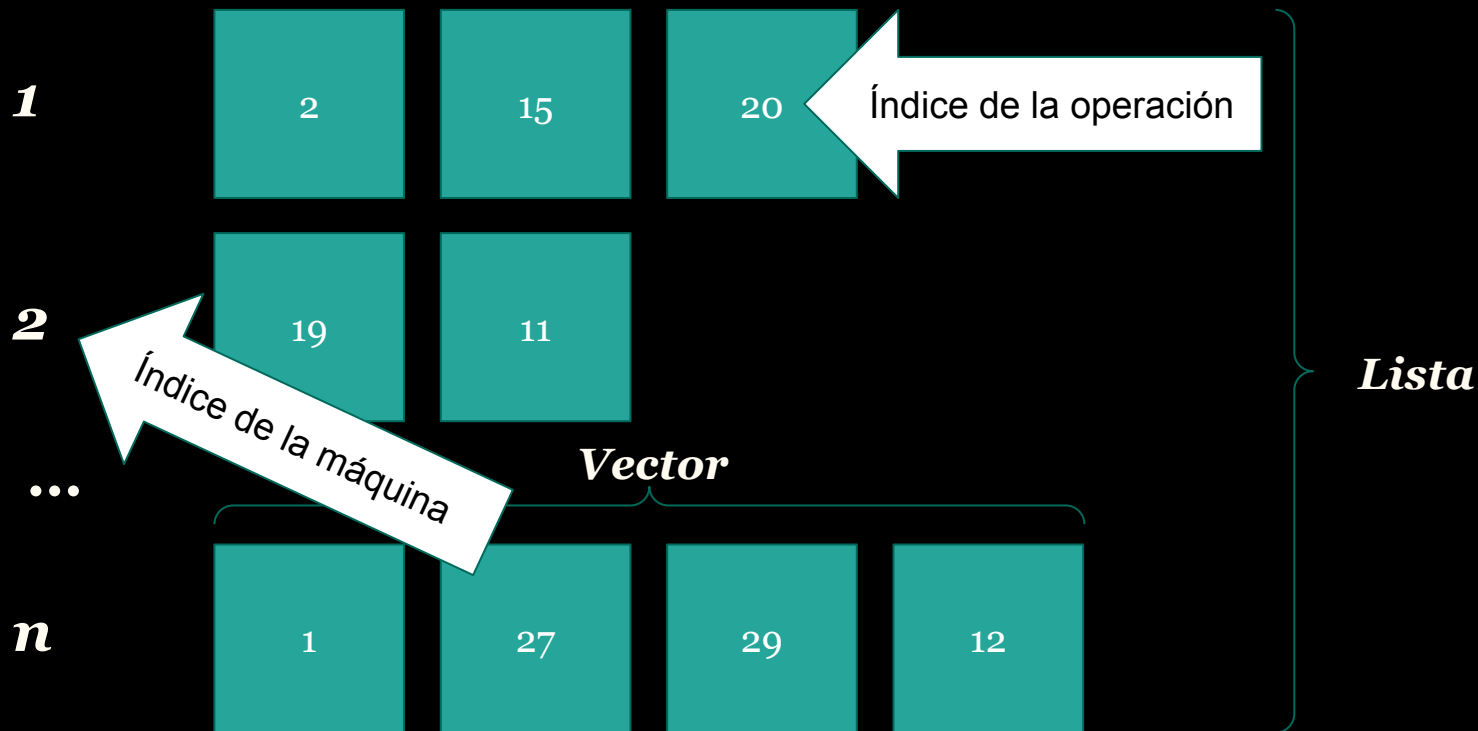 1
2
15
20
Índice de la operación
2
19
11
Índice de la máquina
Lista
...
Vector
n
1
27
29
12